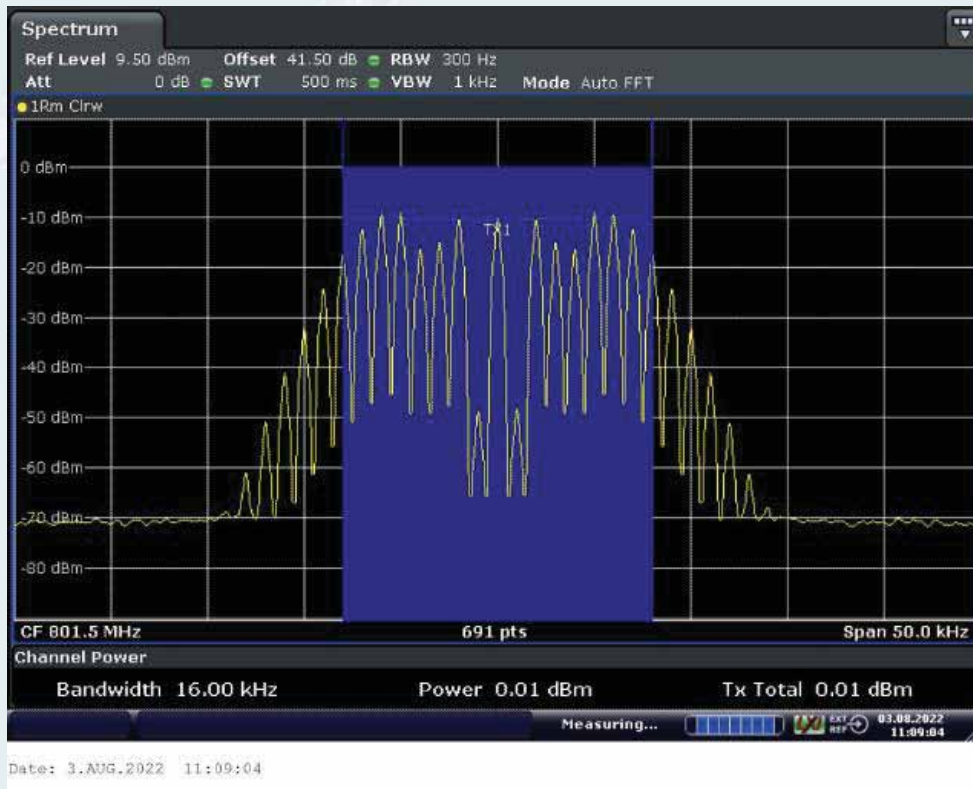 Spectrum
Ref Level 9.50 dBm Offset 41.50 dB RBW 300 Hz
Att 0 dB SWT 500 ms VBW 1 kHz Mode Auto FFT
1Rm Clrw
0 dBm
-10 dBm
TX1
-20 dBm
-30 dBm
-40 dBm
-50 dBm
-60 dBm
-70 dBm
-80 dBm
CF 801.5 MHz 691 pts Span 50.0 kHz
Channel Power
Bandwidth 16.00 kHz Power 0.01 dBm Tx Total 0.01 dBm
Measuring... EXT REF 03.08.2022
11:09:04
Date: 3.AUG.2022 11:09:04